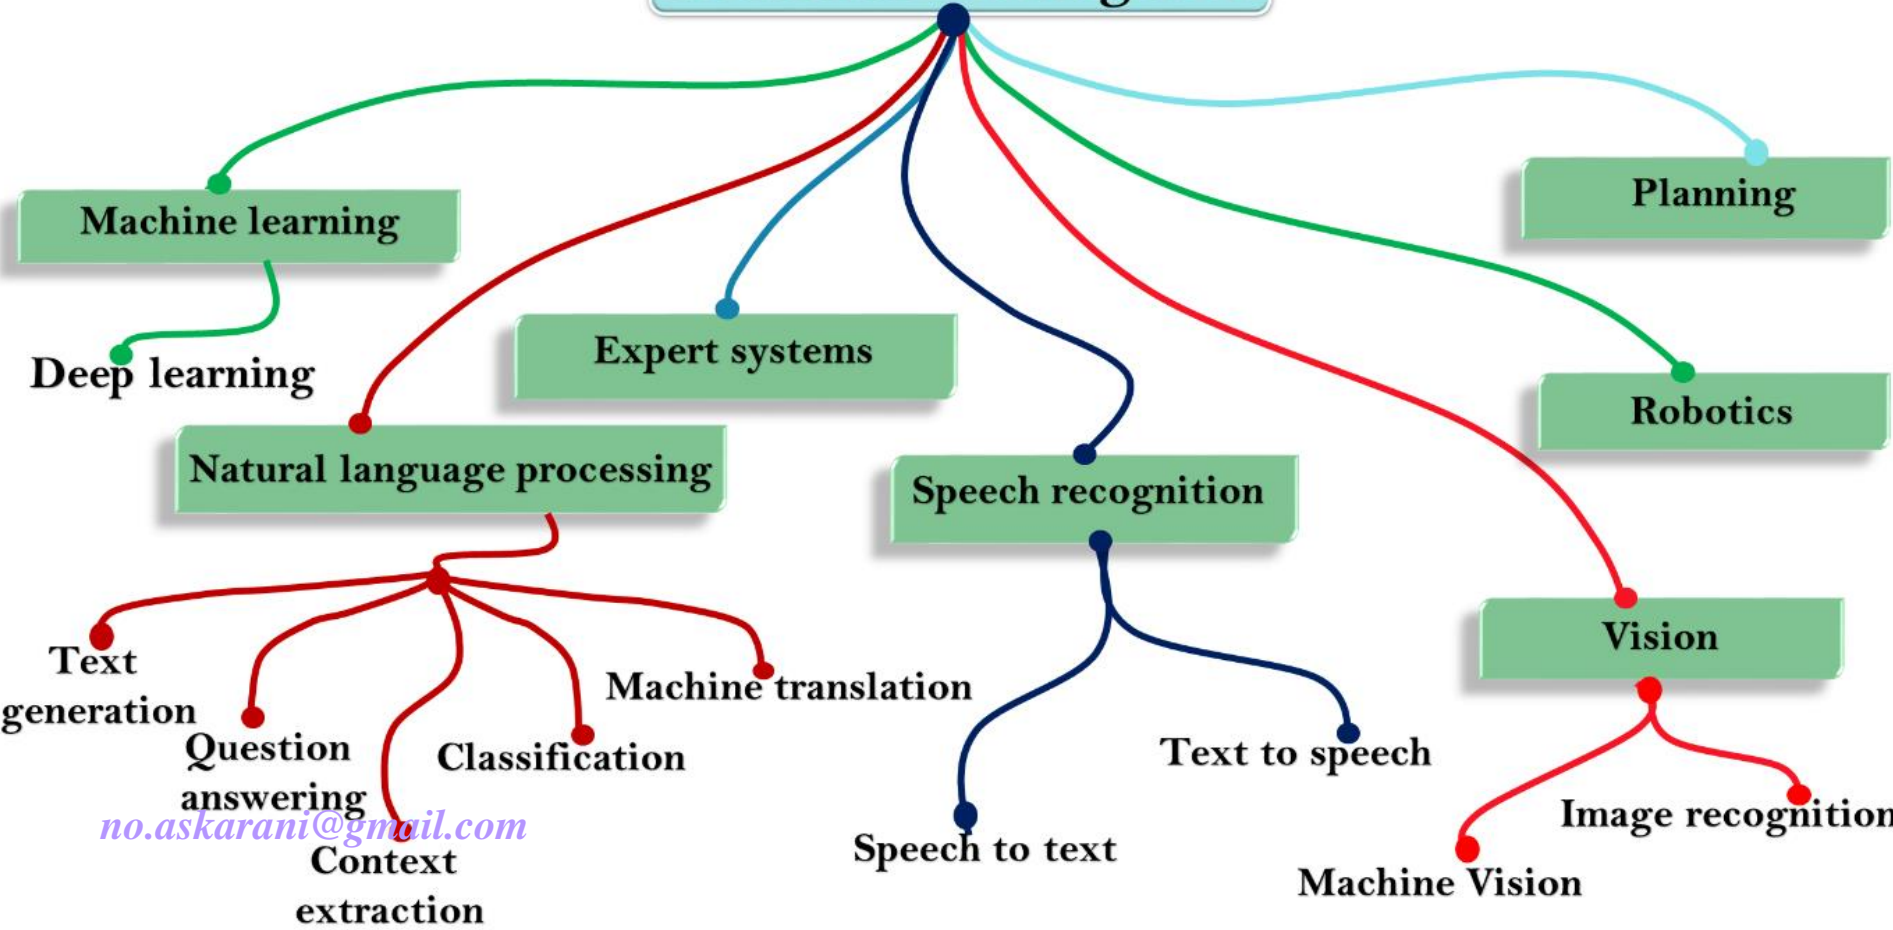 Planning
Machine learning
Expert systems
Deep learning
Robotics
Natural language processing
Speech recognition
Vision
Text
generation
Question
answering
Context
extraction
Classification
Machine translation
Speech to text
Text to speech
Machine Vision
Image recognition
no.askarani@gmail.com